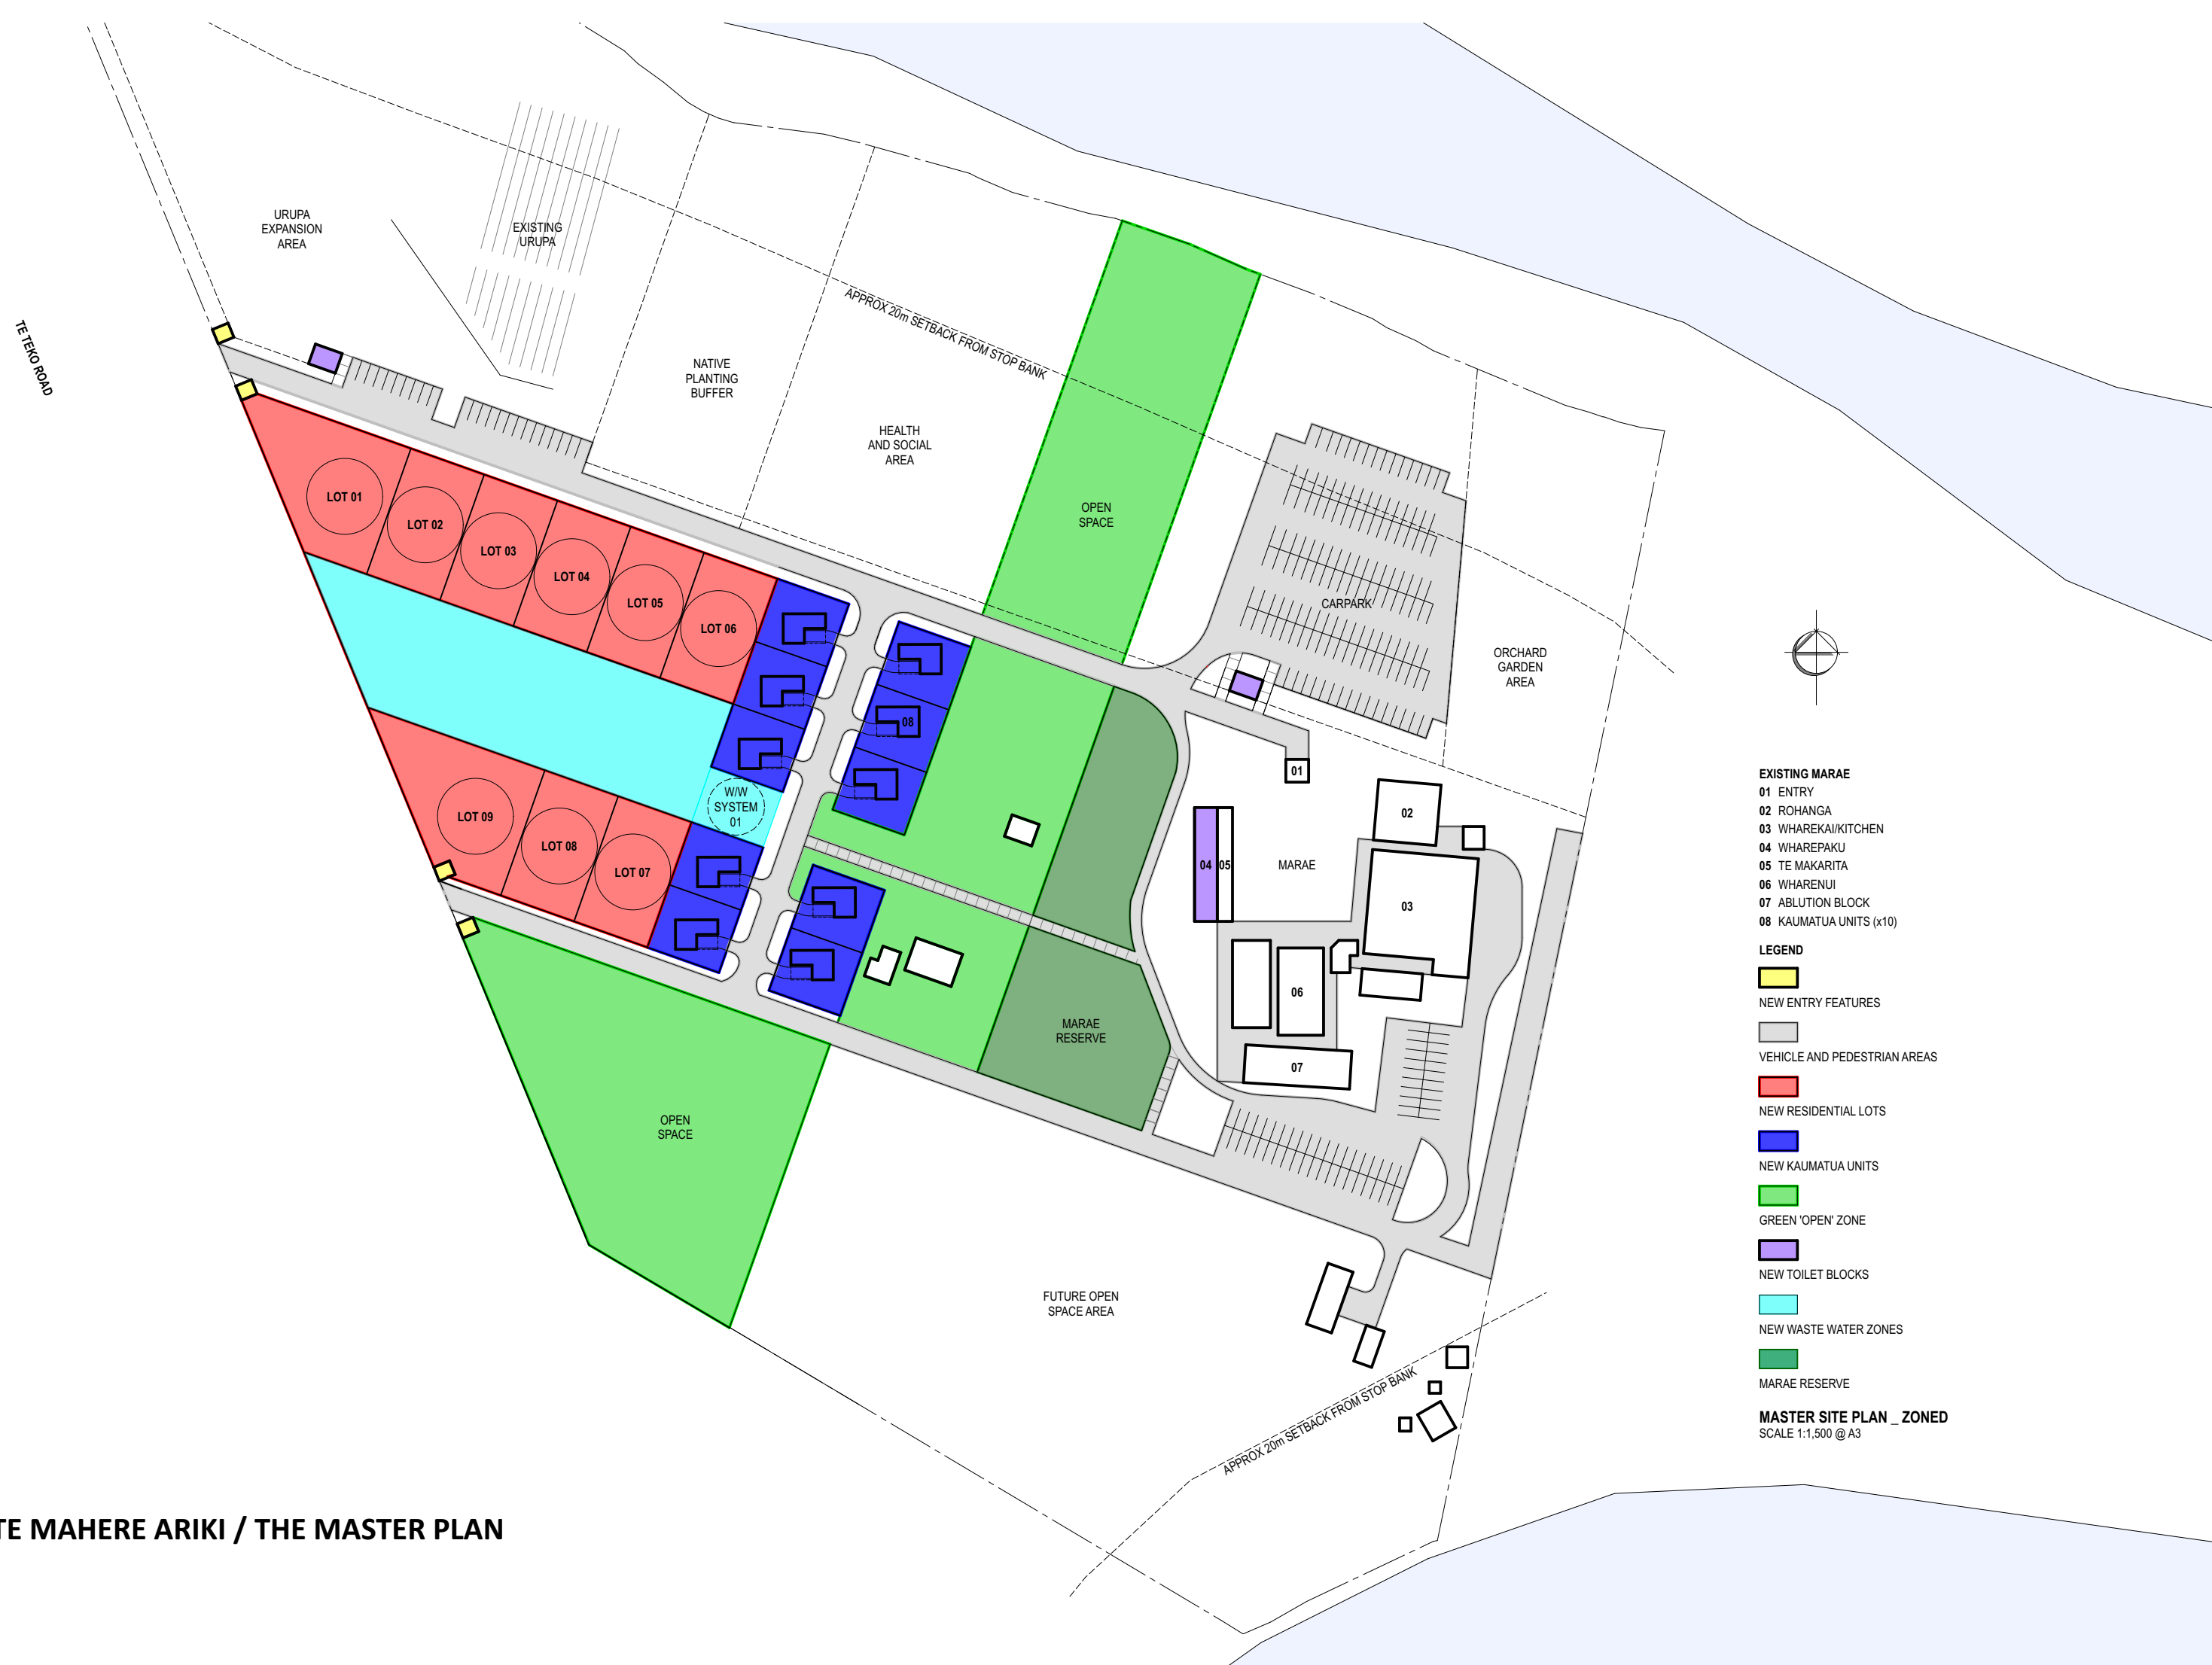 URUPA
EXPANSION
AREA
EXISTING
URUPA
TE TEKO ROAD
NATIVE
PLANTING
BUFFER
APPROX 20m SETBACK FROM STOP BANK
HEALTH
AND SOCIAL
AREA
OPEN
SPACE
LOT 01
LOT 02
LOT 03
LOT 04
LOT 05
LOT 06
CARPARK
ORCHARD
GARDEN
AREA
08
W/W
SYSTEM
01
LOT 09
LOT 08
LOT 07
01
02
04
05
MARAE
03
06
07
MARAE
RESERVE
OPEN
SPACE
FUTURE OPEN
SPACE AREA
APPROX 20m SETBACK FROM STOP BANK
EXISTING MARAE
01 ENTRY
02 ROHANGA
03 WHAREKAI/KITCHEN
04 WHAREPAKU
05 TE MAKARITA
06 WHARENUI
07 ABLUTION BLOCK
08 KAUMATUA UNITS (x10)
LEGEND
NEW ENTRY FEATURES
VEHICLE AND PEDESTRIAN AREAS
NEW RESIDENTIAL LOTS
NEW KAUMATUA UNITS
GREEN 'OPEN' ZONE
NEW TOILET BLOCKS
NEW WASTE WATER ZONES
MARAE RESERVE
MASTER SITE PLAN _ ZONED
SCALE 1:1,500 @ A3
TE MAHERE ARIKI / THE MASTER PLAN